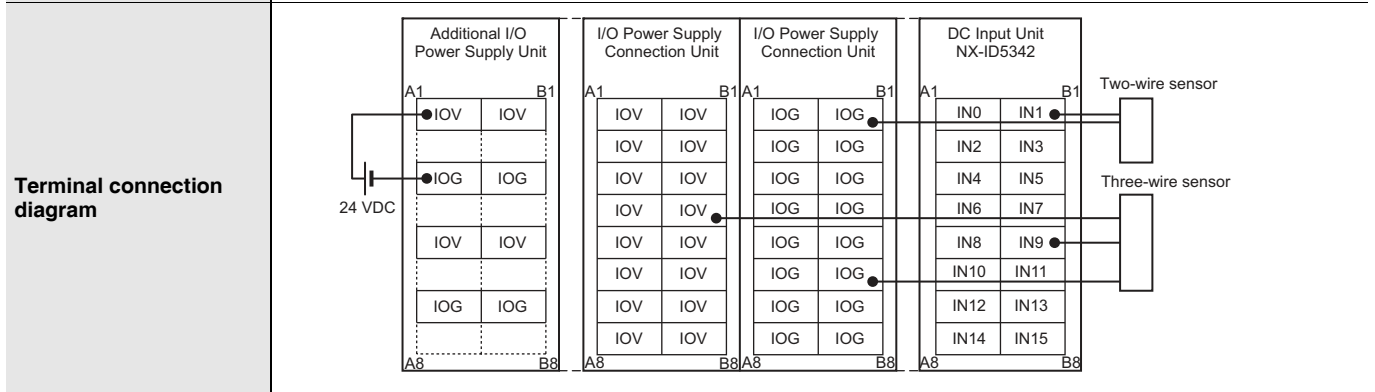 Terminal connection
diagram
Additional I/O
Power Supply Unit
I/O Power Supply
Connection Unit
I/O Power Supply
Connection Unit
DC Input Unit
NX-ID5342
A1 B1 A1 B1 A1 B1 A1 B1
Two-wire sensor
IOV IOV IOV IOV IOG IOG IN0 IN1
IOV IOV IOG IOG IN2 IN3
IOG IOG IOV IOV IOG IOG IN4 IN5
Three-wire sensor
24 VDC
IOV IOV IOG IOG IN6 IN7
IOV IOV IOV IOV IOG IOG IN8 IN9
IOV IOV IOG IOG IN10 IN11
IOG IOG IOV IOV IOG IOG IN12 IN13
IOV IOV IOG IOG IN14 IN15
A8 B8 A8 B8 A8 B8 A8 B8